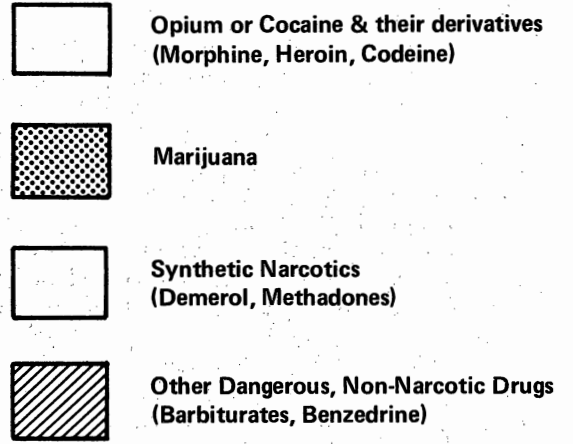 Opium or Cocaine & their derivatives
(Morphine, Heroin, Codeine)
Marijuana
Synthetic Narcotics
(Demerol, Methadones)
Other Dangerous, Non-Narcotic Drugs
(Barbiturates, Benzedrine)